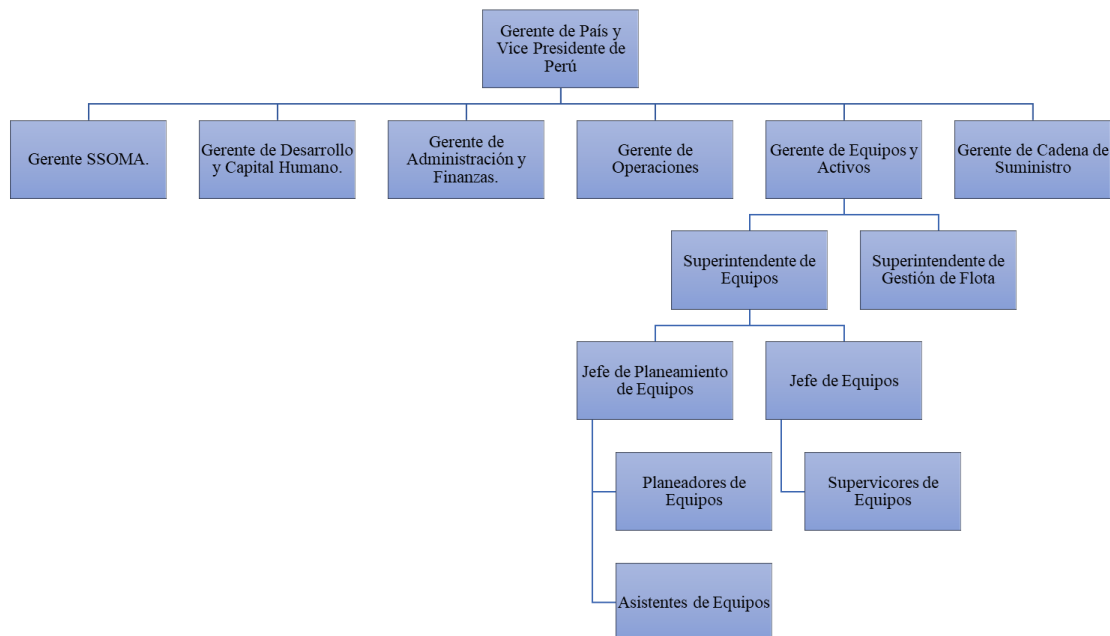 Gerente de País y
Vice Presidente de
Perú
Gerente SSOMA.
Gerente de Desarrollo
y Capital Humano.
Gerente de
Administración y
Finanzas.
Gerente de
Operaciones
Gerente de Equipos y
Activos
Gerente de Cadena de
Suministro
Superintendente de
Equipos
Superintendente de
Gestión de Flota
Jefe de Planeamiento
de Equipos
Jefe de Equipos
Planeadores de
Equipos
Supervicores de
Equipos
Asistentes de Equipos